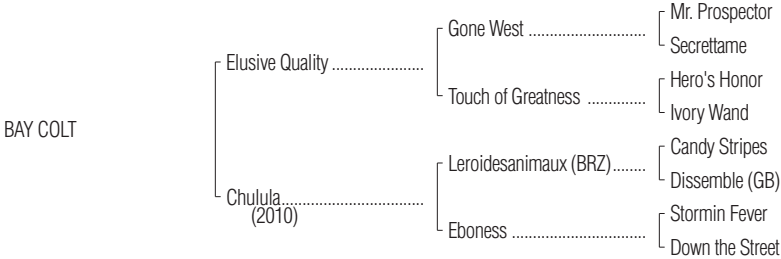 Mr. Prospector
Gone West ............................
Secrettame
Elusive Quality ......................
Hero's Honor
Touch of Greatness ..............
Ivory Wand
BAY COLT
Candy Stripes
Leroidesanimaux (BRZ)........
Dissemble (GB)
Chulula..................................
(2010)
Stormin Fever
Eboness ................................
Down the Street